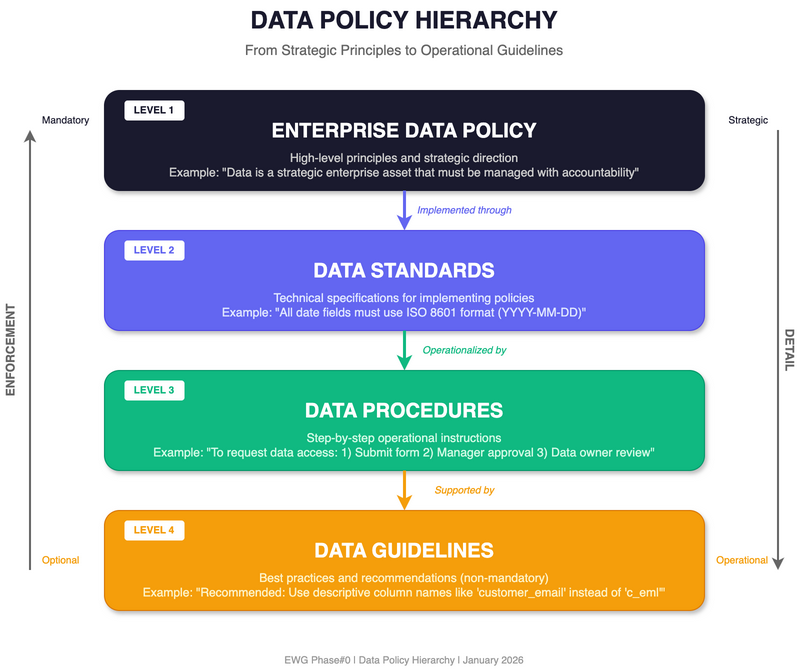 DATA POLICY HIERARCHY
From Strategic Principles to Operational Guidelines
LEVEL 1
Mandatory
Strategic
ENTERPRISE DATA POLICY
High-level principles and strategic direction
Example: "Data is a strategic enterprise asset that must be managed with accountability"
Implemented through
LEVEL 2
DATA STANDARDS
Technical specifications for implementing policies
Example: "All date fields must use ISO 8601 format (YYYY-MM-DD)"
ENFORCEMENT
DETAIL
Operationalized by
LEVEL 3
DATA PROCEDURES
Step-by-step operational instructions
Example: "To request data access: 1) Submit form 2) Manager approval 3) Data owner review"
Supported by
LEVEL 4
DATA GUIDELINES
Optional
Operational
Best practices and recommendations (non-mandatory)
Example: "Recommended: Use descriptive column names like 'customer_email' instead of 'c_eml'"
EWG Phase#0 | Data Policy Hierarchy | January 2026